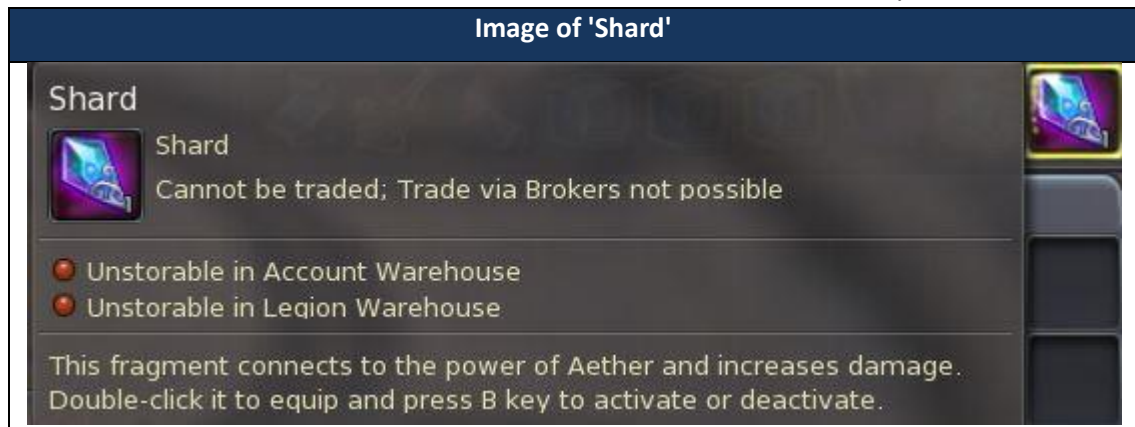 Image of 'Shard'
Shard
Shard
Cannot be traded; Trade via Brokers not possible
Unstorable in Account Warehouse
Unstorable in Legion Warehouse
This fragment connects to the power of Aether and increases damage.
Double-click it to equip and press B key to activate or deactivate.